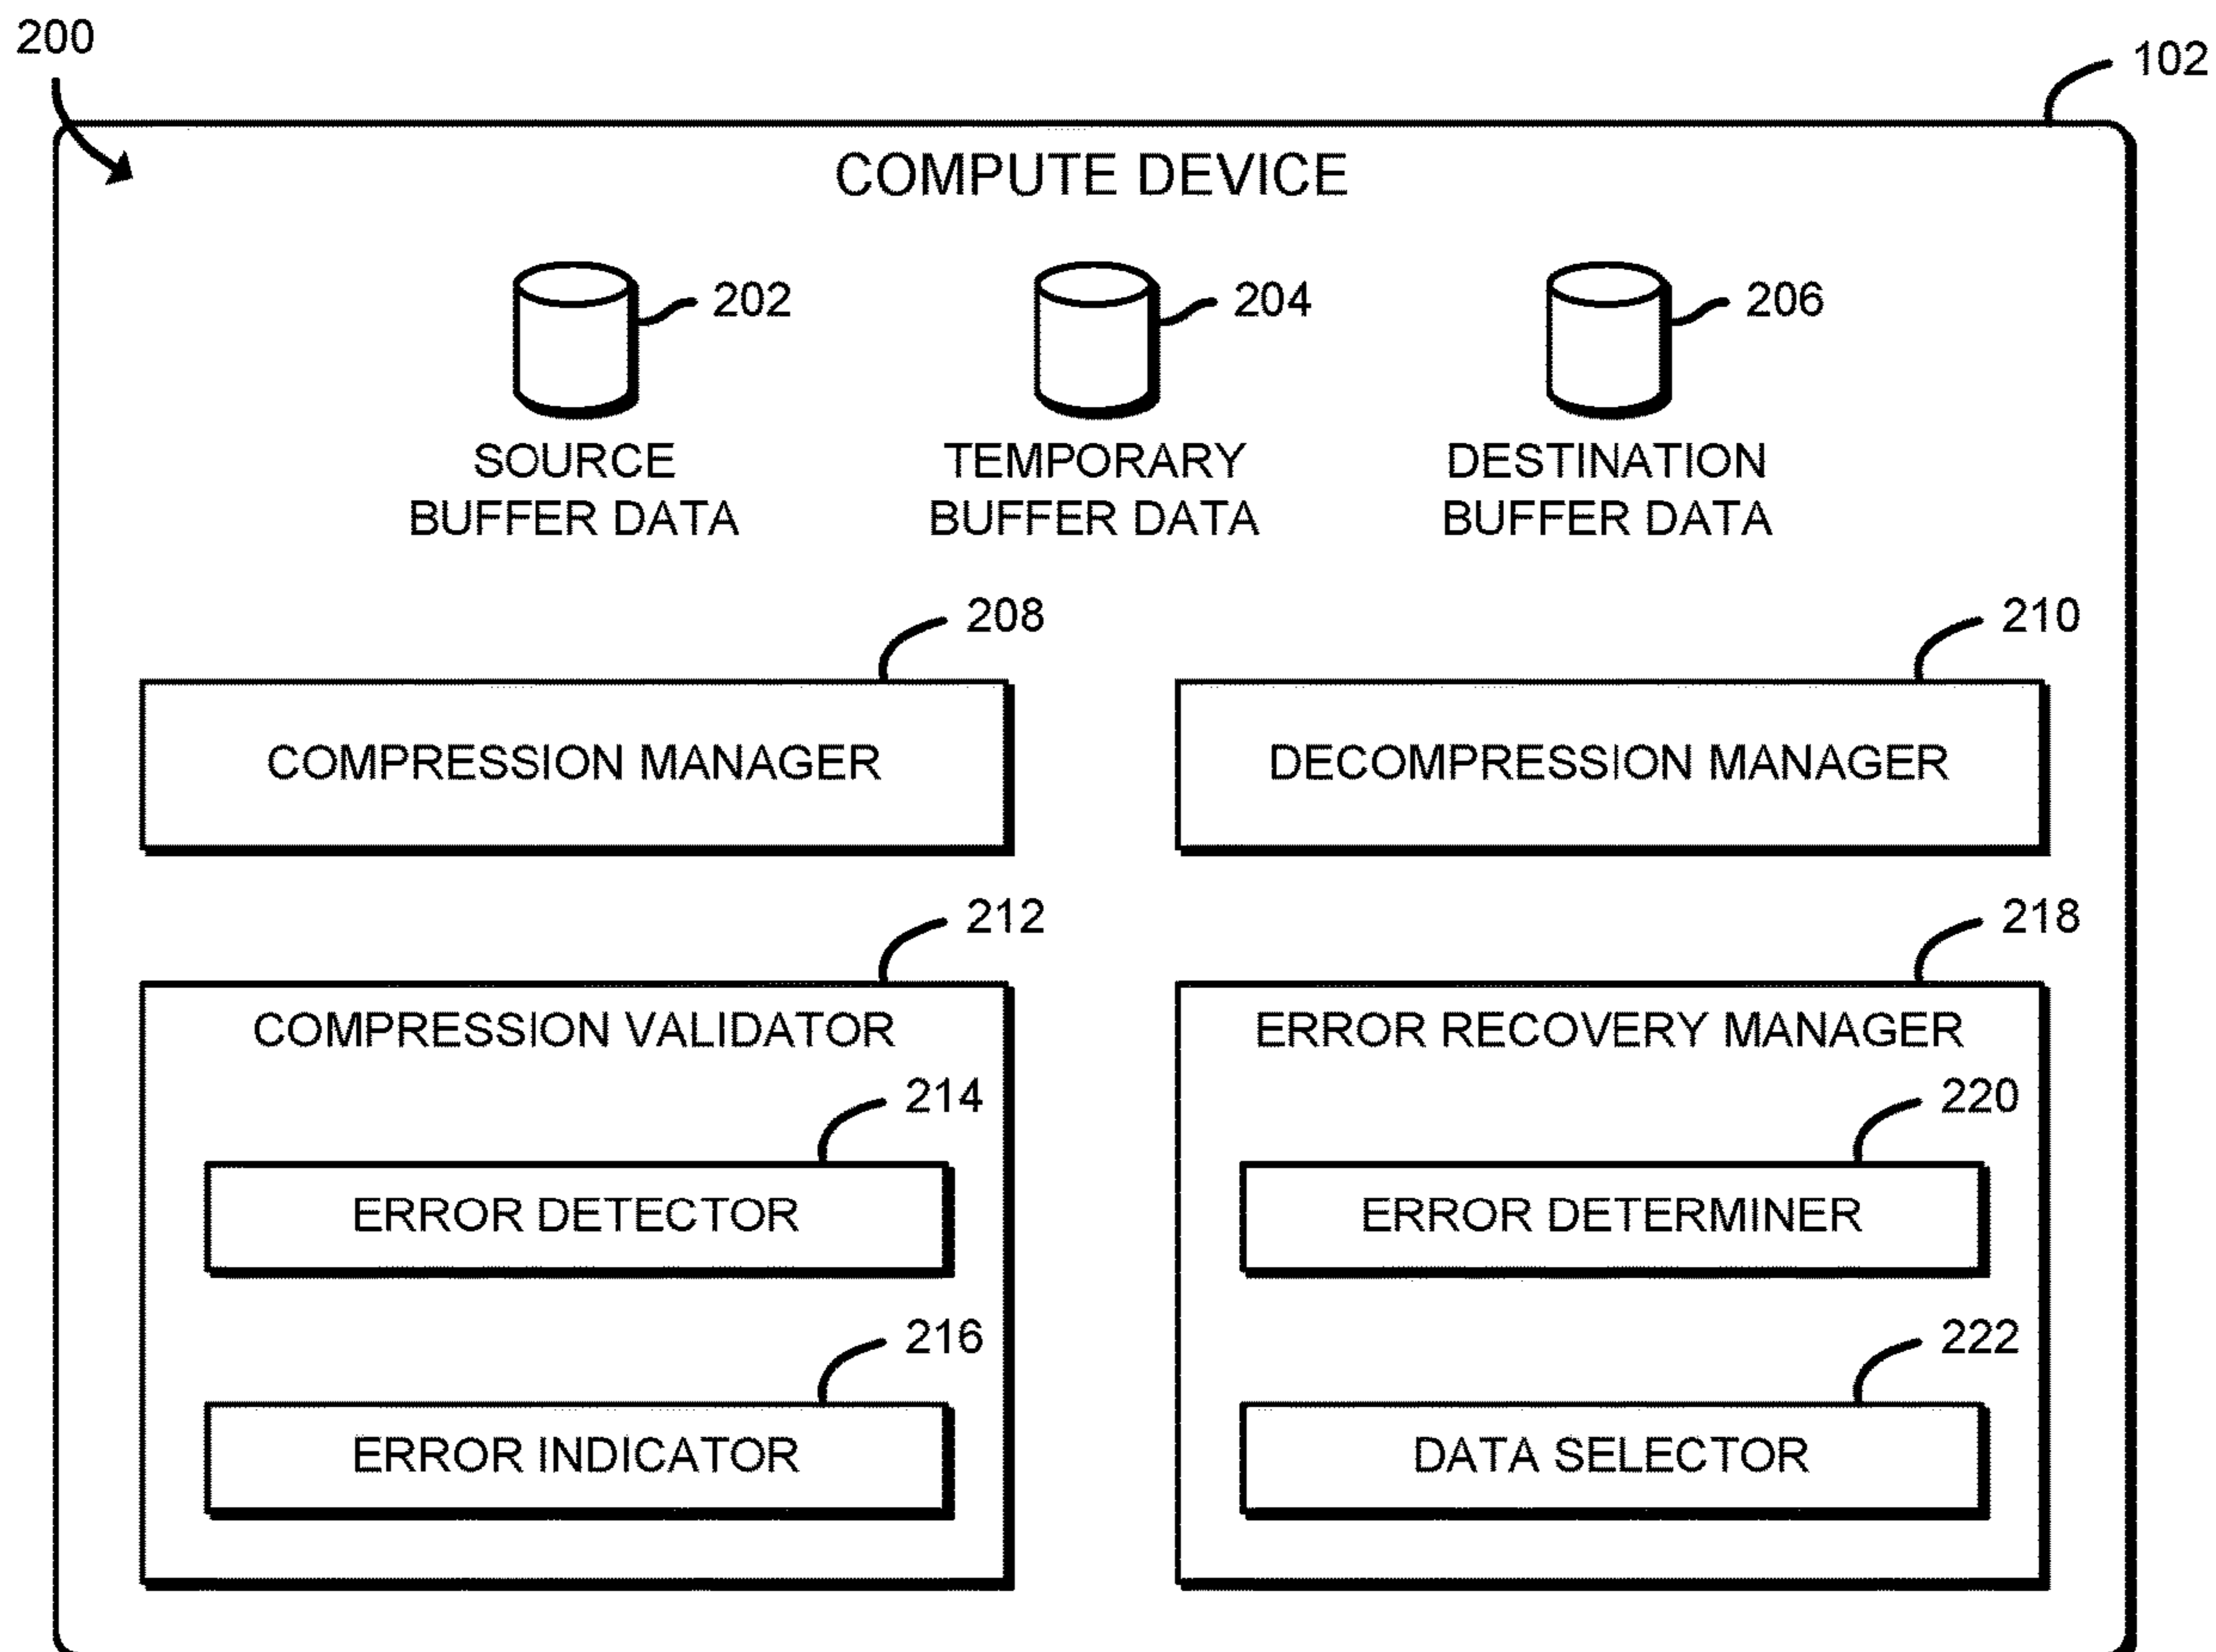 200
102
COMPUTE DEVICE
202
204
206
SOURCE
BUFFER DATA
TEMPORARY
BUFFER DATA
DESTINATION
BUFFER DATA
208
210
COMPRESSION MANAGER
DECOMPRESSION MANAGER
212
218
COMPRESSION VALIDATOR
214
ERROR DETECTOR
216
ERROR INDICATOR
ERROR RECOVERY MANAGER
220
ERROR DETERMINER
222
DATA SELECTOR